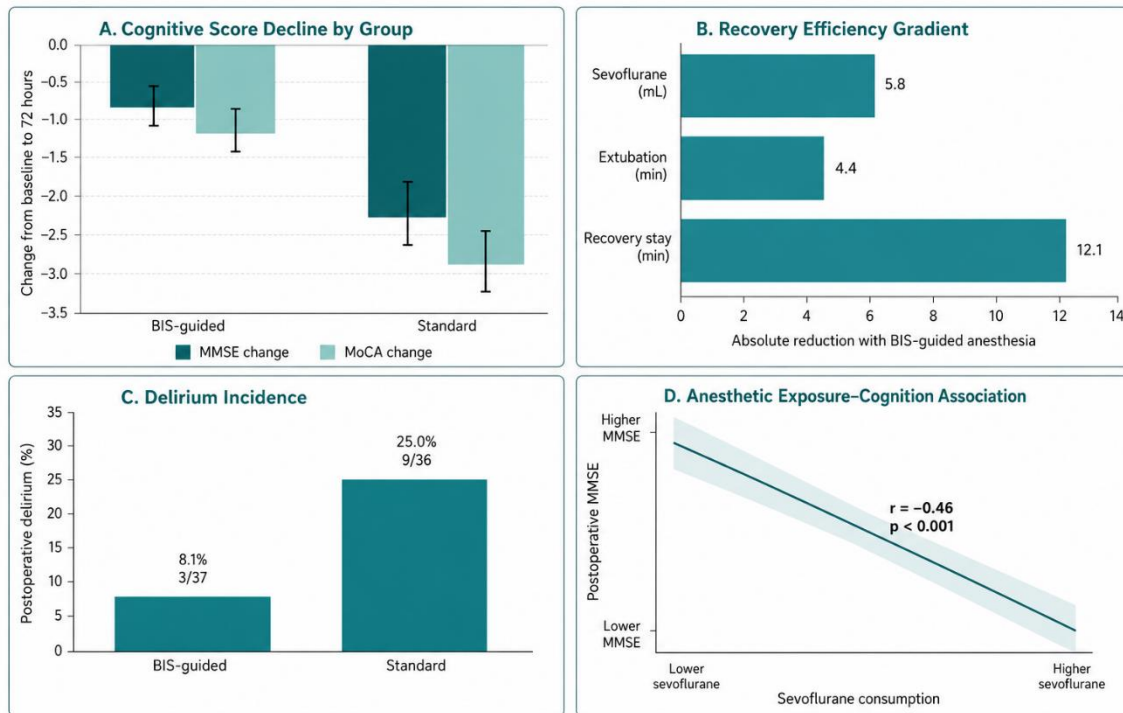 A. Cognitive Score Decline by Group
Change from baseline to 72 hours
0.0
−0.5
−1.0
−1.5
−2.0
−2.5
−3.0
−3.5
BIS-guided
Standard
MMSE change
MoCA change
B. Recovery Efficiency Gradient
Sevoflurane
(mL)
5.8
Extubation
(min)
4.4
Recovery stay
(min)
12.1
0 2 4 6 8 10 12 14
Absolute reduction with BIS-guided anesthesia
C. Delirium Incidence
Postoperative delirium (%)
35
30
25
20
15
10
5
0
8.1%
3/37
25.0%
9/36
BIS-guided
Standard
D. Anesthetic Exposure–Cognition Association
Postoperative MMSE
Higher
MMSE
r = −0.46
p < 0.001
Lower
MMSE
Lower
sevoflurane
Higher
sevoflurane
Sevoflurane consumption